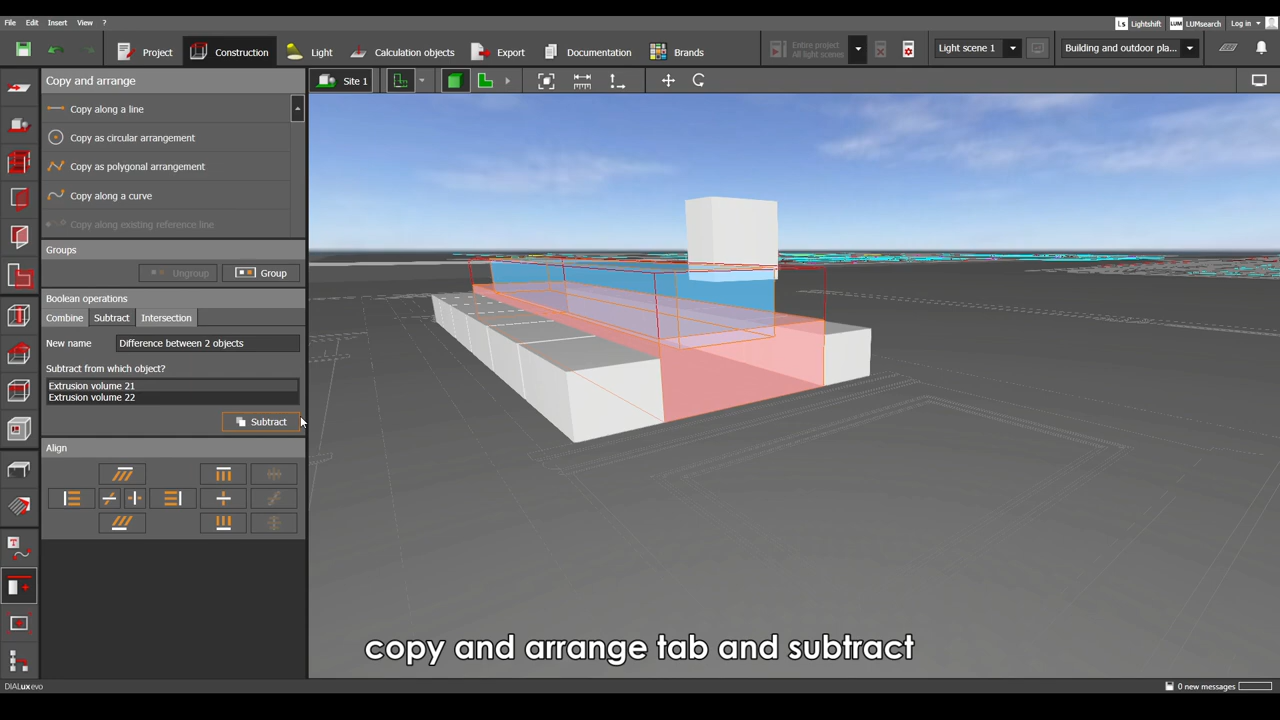 File Edit Insert View ?
Ls Lightshift LUM LUMsearch Log in
Project Construction Light Calculation objects Export Documentation Brands
Entire project
All light scenes
Light scene 1
Building and outdoor pla...
Copy and arrange
Site 1
Copy along a line
Copy as circular arrangement
Copy as polygonal arrangement
Copy along a curve
Copy along existing reference line
Groups
Ungroup Group
Boolean operations
Combine Subtract Intersection
New name Difference between 2 objects
Subtract from which object?
Extrusion volume 21
Extrusion volume 22
Subtract
Align
T
copy and arrange tab and subtract
DIALux evo
0 new messages